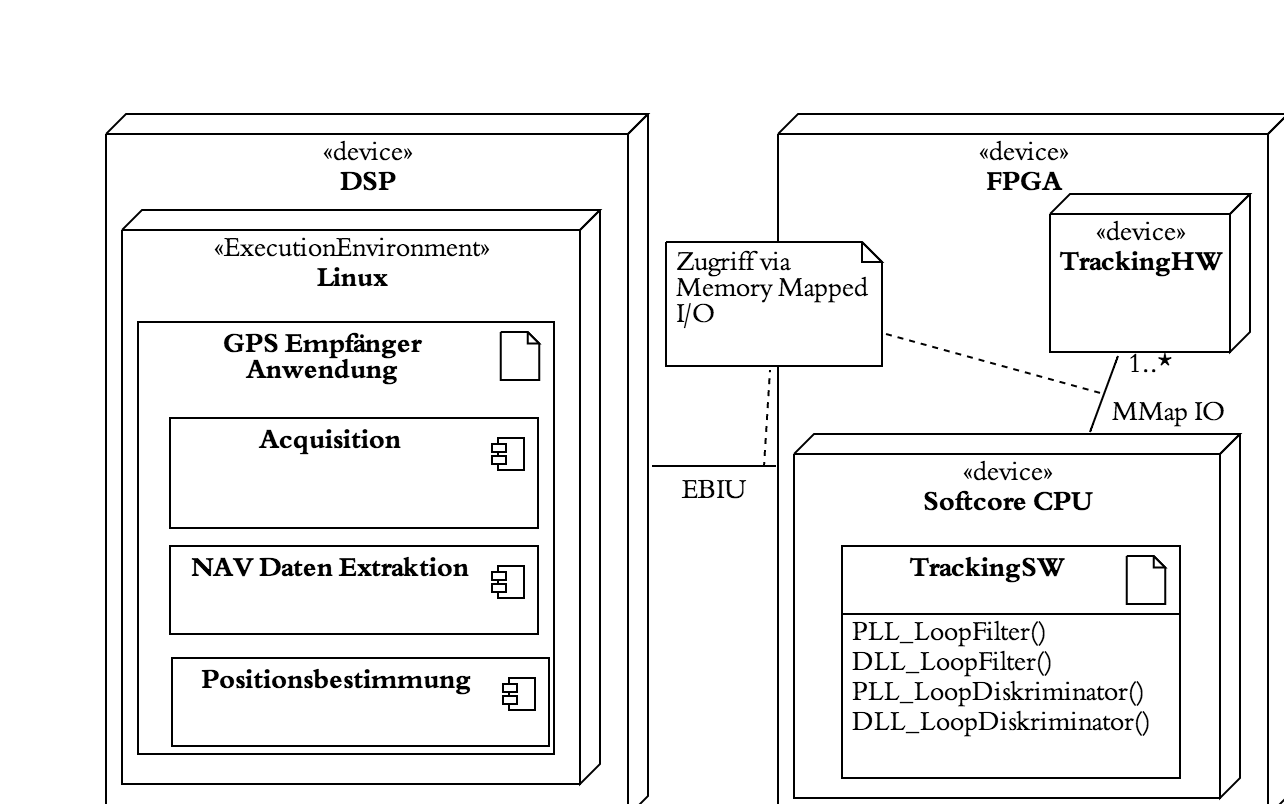 «device»
DSP
«ExecutionEnvironment»
Linux
GPS Empfänger
Anwendung
Acquisition
NAV Daten Extraktion
Positionsbestimmung
Zugriff via
Memory Mapped
I/O
EBIU
«device»
FPGA
«device»
TrackingHW
1..*
MMap IO
«device»
Softcore CPU
TrackingSW
PLL_LoopFilter()
DLL_LoopFilter()
PLL_LoopDiskriminator()
DLL_LoopDiskriminator()